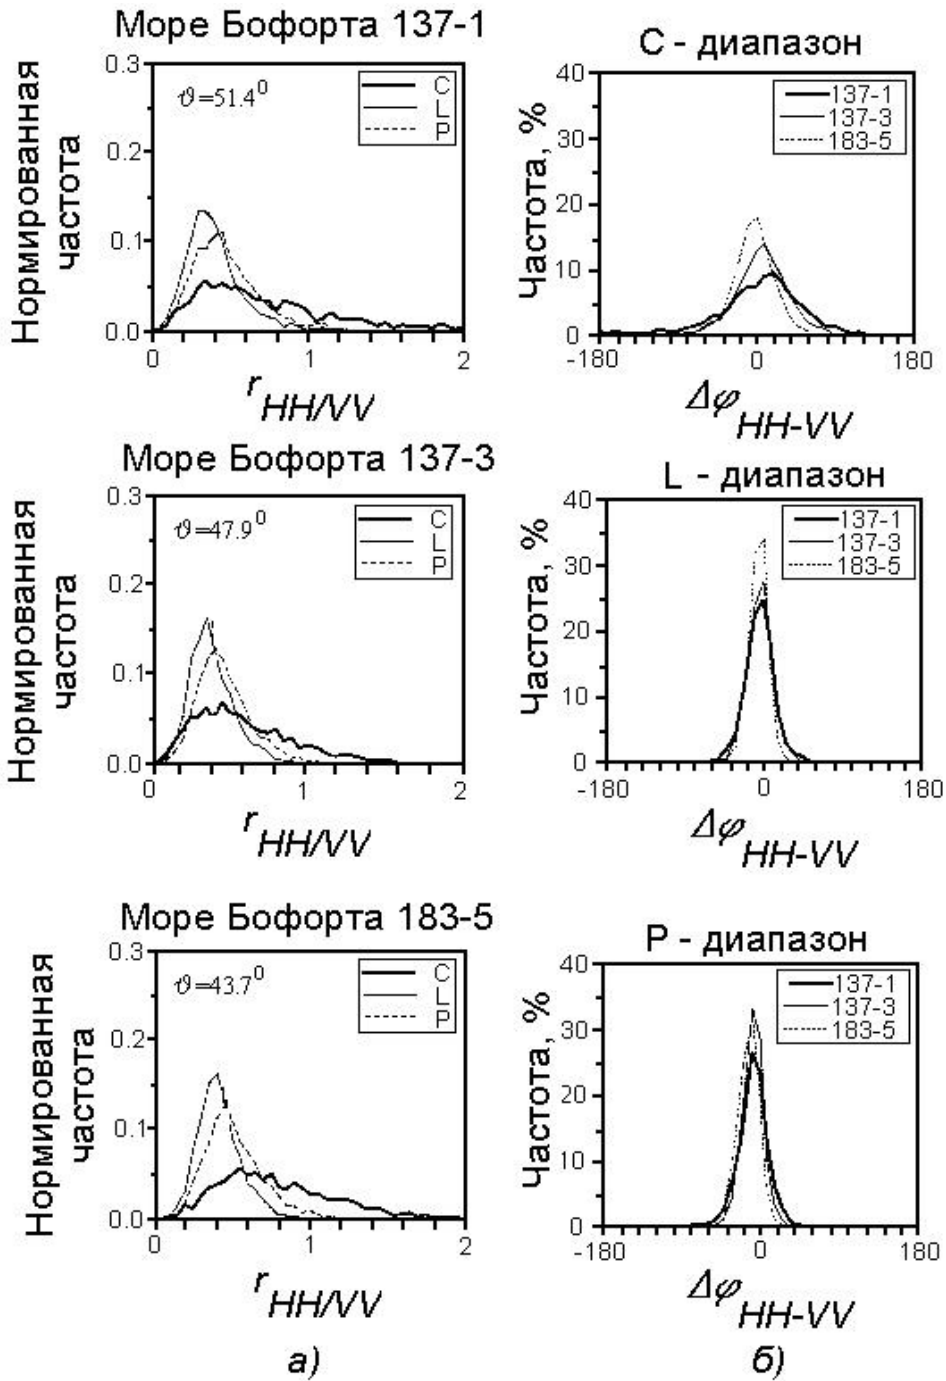 Море Бофорта 137-1
Нормированная
частота
0.3
0.2
0.1
0.0
ϑ=51.4⁰
C
L
P
0
1
2
r HH/VV
C - диапазон
Частота, %
40
30
20
10
0
137-1
137-3
183-5
-180
0
180
Δφ HH-VV
Море Бофорта 137-3
Нормированная
частота
0.3
0.2
0.1
0.0
ϑ=47.9⁰
C
L
P
0
1
2
r HH/VV
L - диапазон
Частота, %
40
30
20
10
0
137-1
137-3
183-5
-180
0
180
Δφ HH-VV
Море Бофорта 183-5
Нормированная
частота
0.3
0.2
0.1
0.0
ϑ=43.7⁰
C
L
P
0
1
2
r HH/VV
а)
P - диапазон
Частота, %
40
30
20
10
0
137-1
137-3
183-5
-180
0
180
Δφ HH-VV
б)